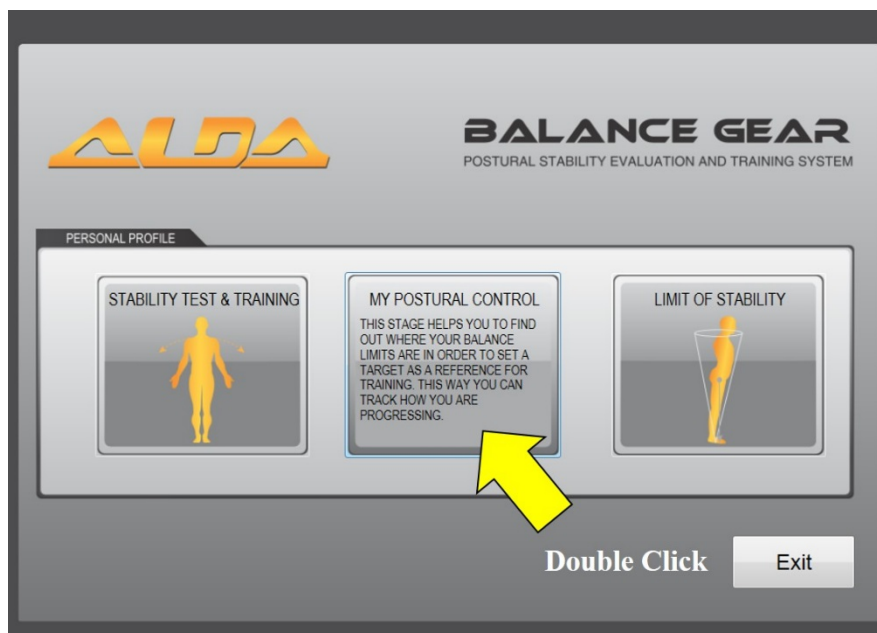 ALDA
BALANCE GEAR
POSTURAL STABILITY EVALUATION AND TRAINING SYSTEM
PERSONAL PROFILE
STABILITY TEST & TRAINING
MY POSTURAL CONTROL
THIS STAGE HELPS YOU TO FIND
OUT WHERE YOUR BALANCE
LIMITS ARE IN ORDER TO SET A
TARGET AS A REFERENCE FOR
TRAINING. THIS WAY YOU CAN
TRACK HOW YOU ARE
PROGRESSING.
LIMIT OF STABILITY
Double Click
Exit